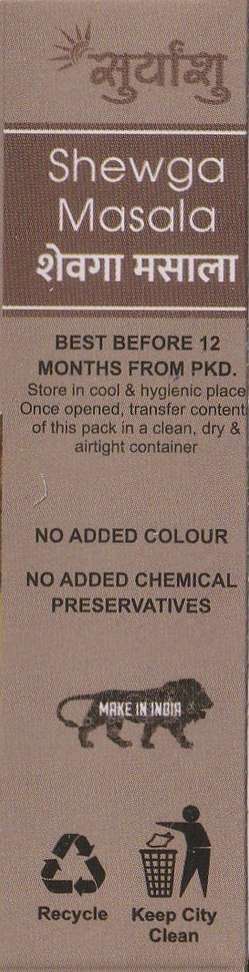 सुर्यांशु
Shewga
Masala
शेवगा मसाला
BEST BEFORE 12
MONTHS FROM PKD.
Store in cool & hygienic place
Once opened, transfer content
of this pack in a clean, dry &
airtight container
NO ADDED COLOUR
NO ADDED CHEMICAL
PRESERVATIVES
MAKE IN INDIA
Recycle
Keep City
Clean